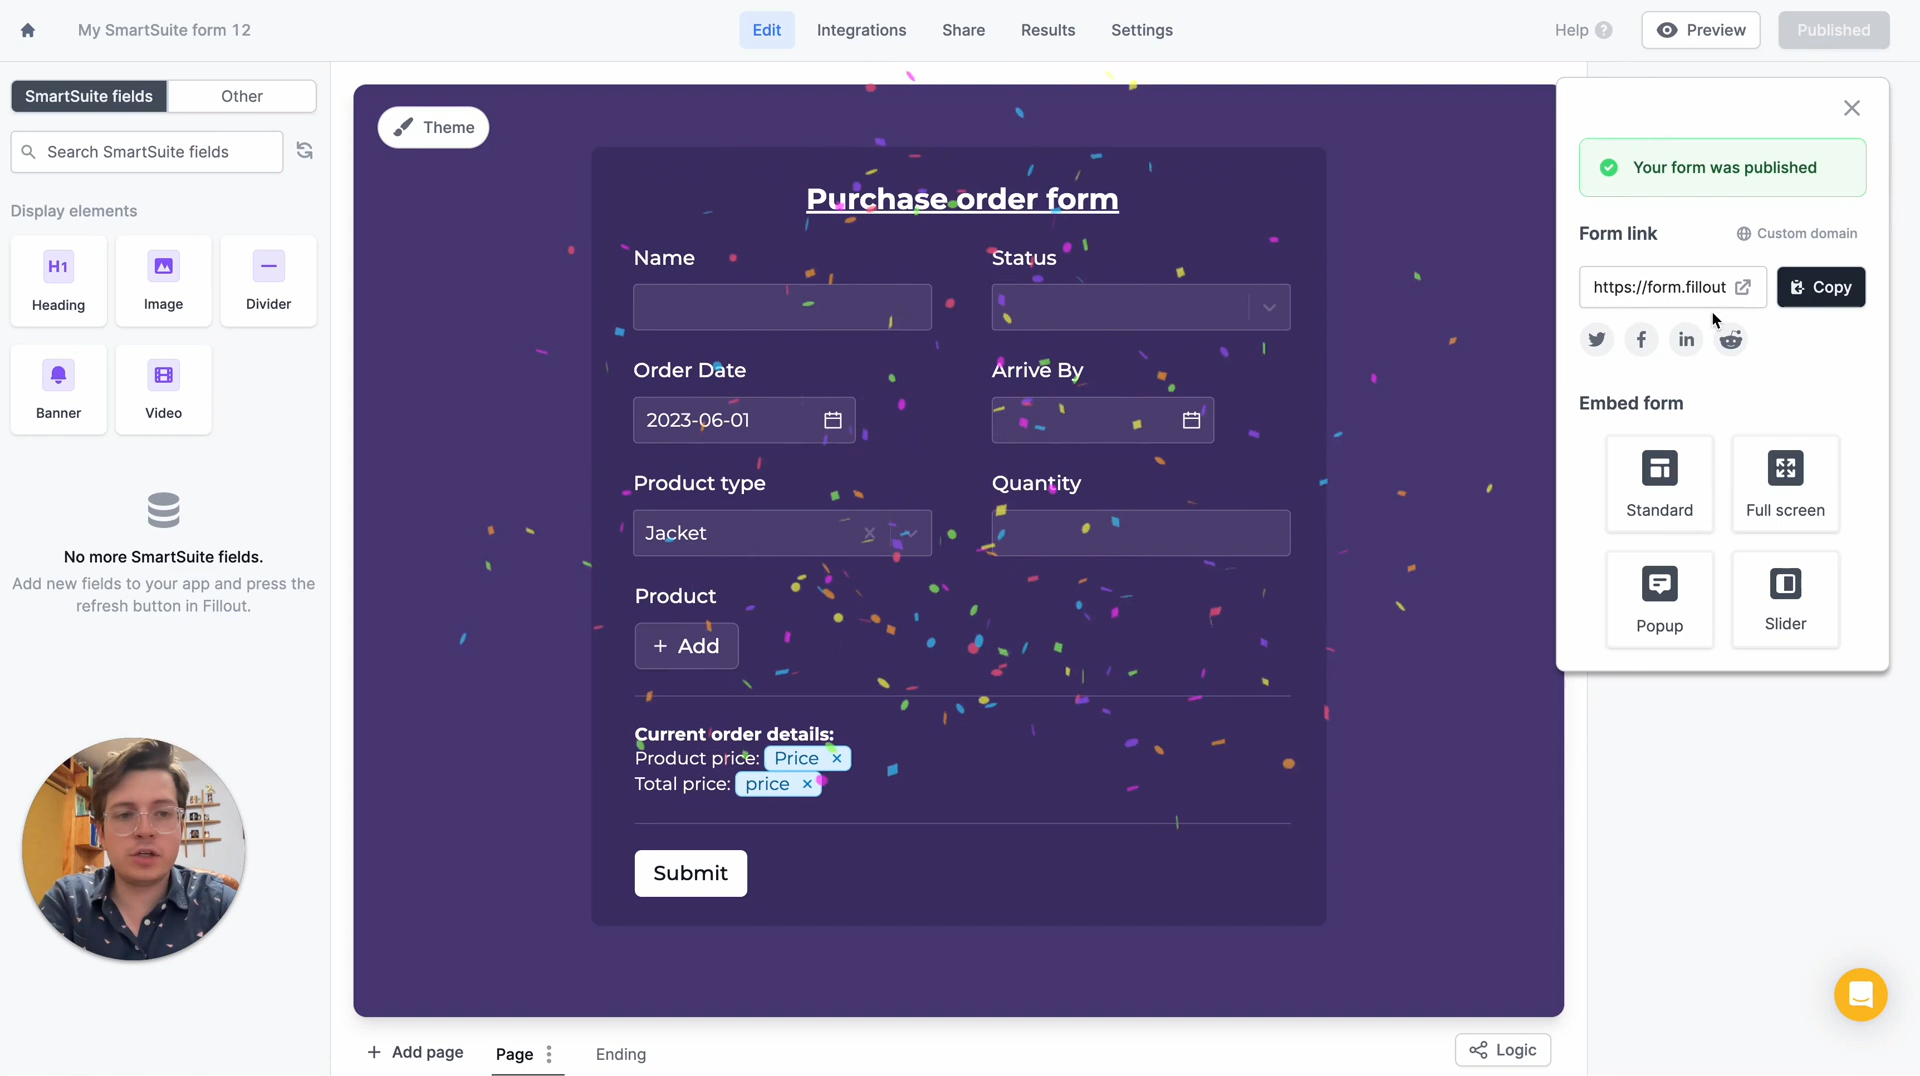 My SmartSuite form 12
Edit
Integrations
Share
Results
Settings
Help ?
Preview
Published
SmartSuite fields
Other
Search SmartSuite fields
Display elements
H1
Heading
Image
Divider
Banner
Video
No more SmartSuite fields.
Add new fields to your app and press the
refresh button in Fillout.
Theme
Purchase order form
Name
Status
Order Date
Arrive By
2023-06-01
Product type
Quantity
Jacket
Product
+ Add
Current order details:
Product price: Price ×
Total price: price ×
Submit
+ Add page
Page
Ending
Logic
Your form was published
Form link
Custom domain
https://form.fillout
Copy
Embed form
Standard
Full screen
Popup
Slider